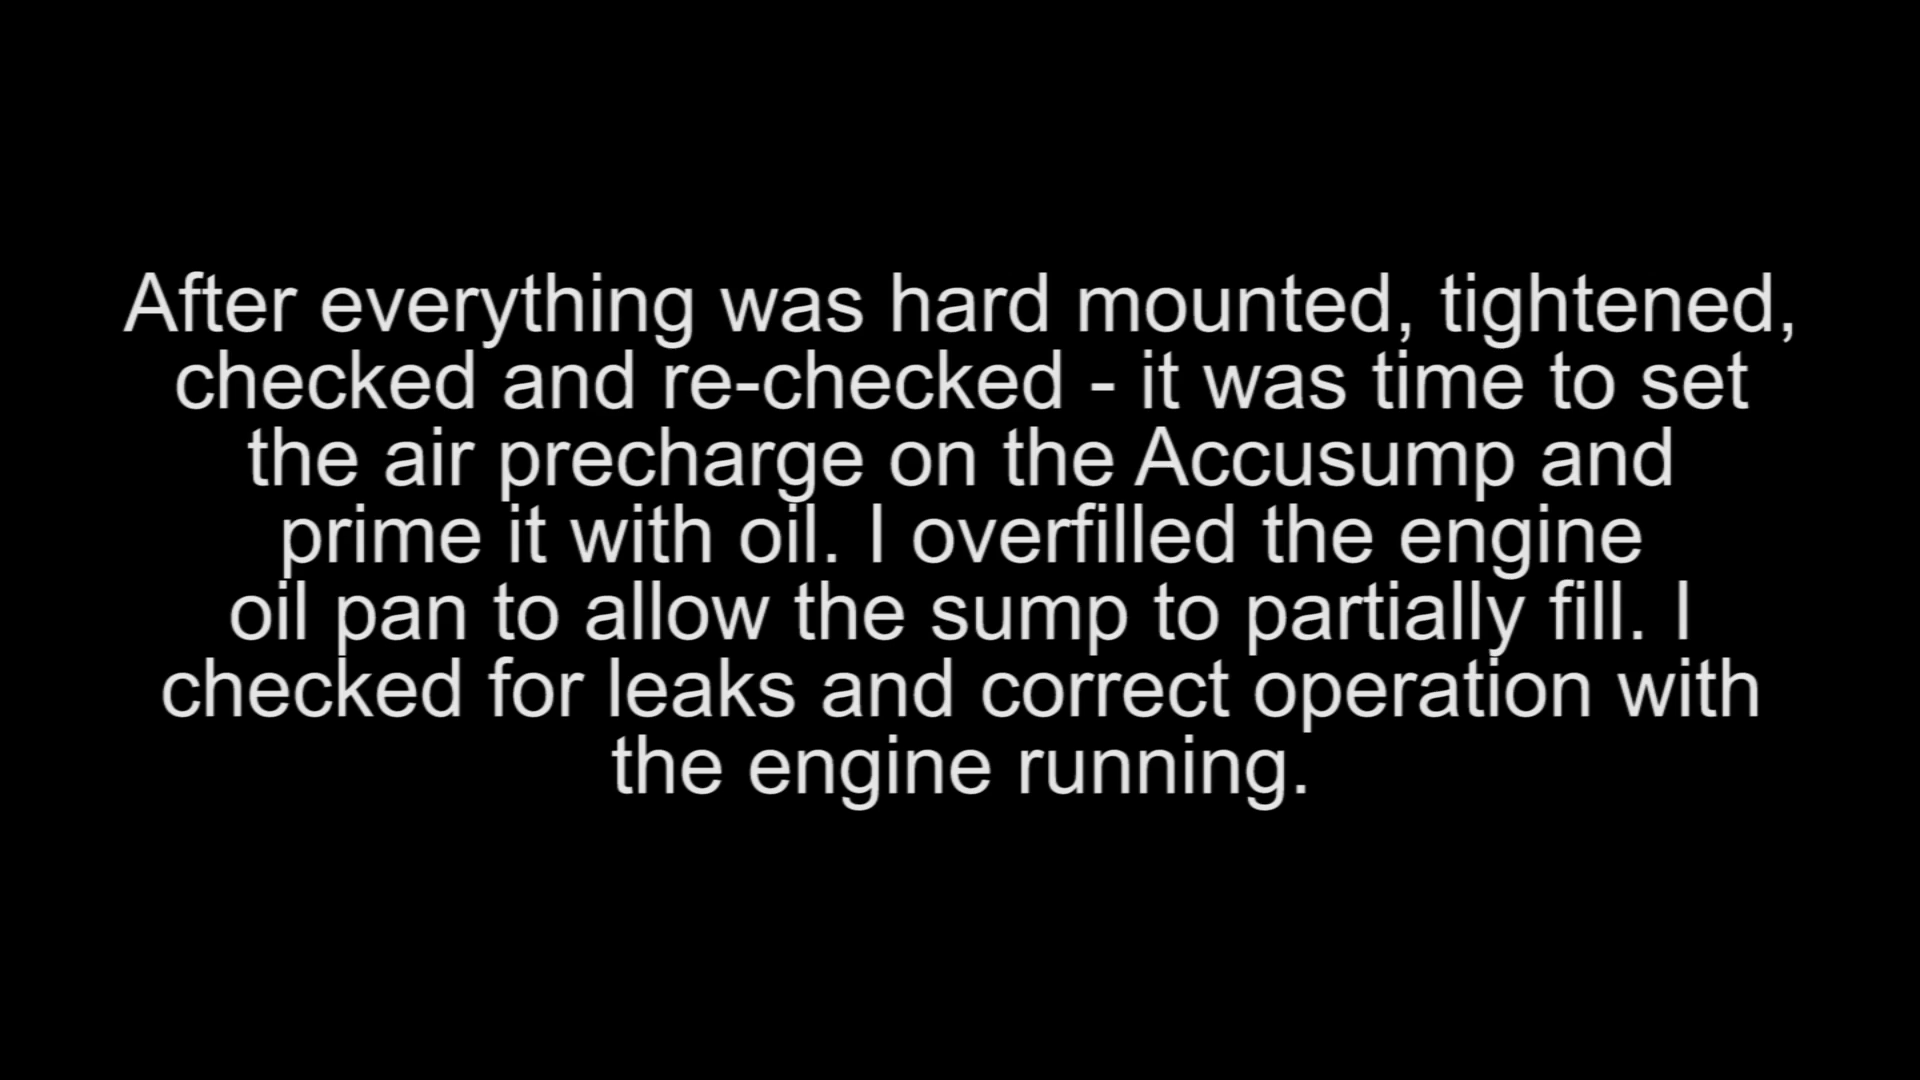 After everything was hard mounted, tightened,
checked and re-checked - it was time to set
the air precharge on the Accusump and
prime it with oil. I overfilled the engine
oil pan to allow the sump to partially fill. I
checked for leaks and correct operation with
the engine running.